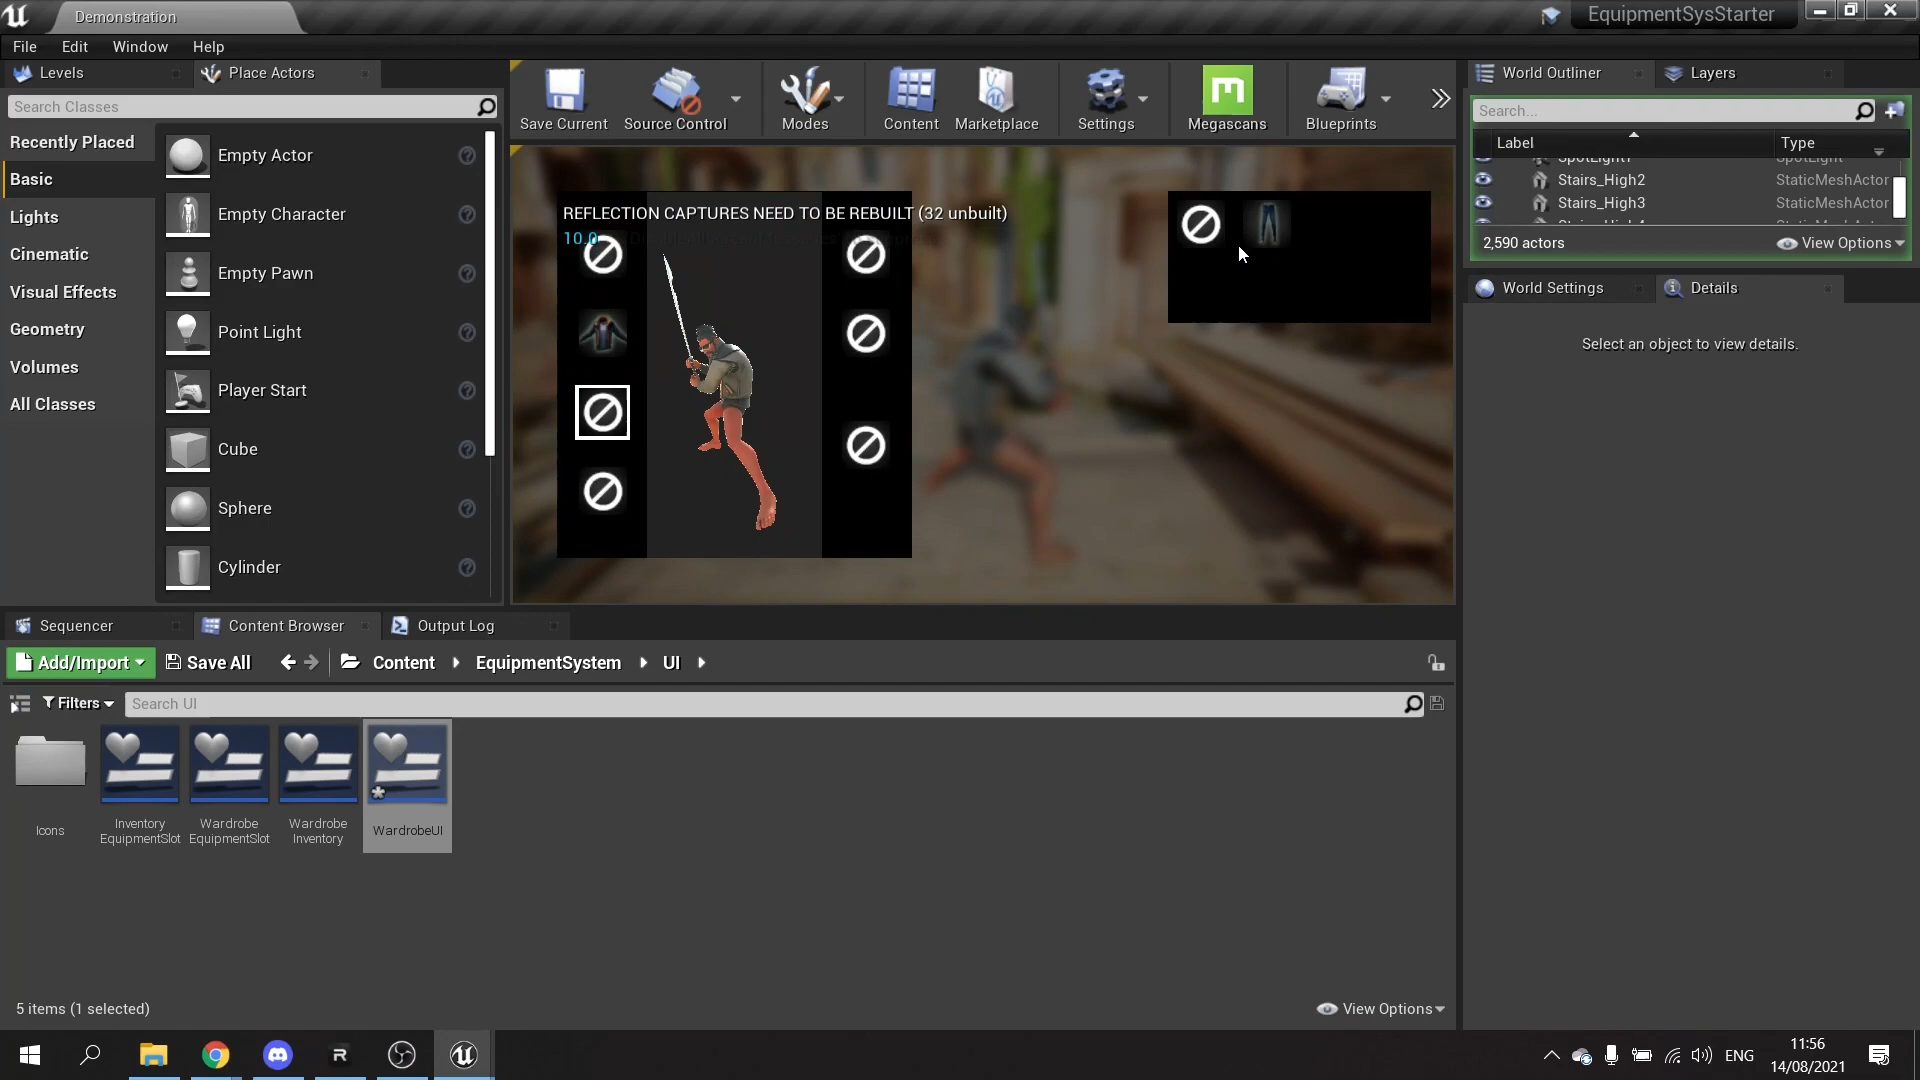 Demonstration
EquipmentSysStarter
File Edit Window Help
Levels
Place Actors
Search Classes
Recently Placed
Basic
Lights
Cinematic
Visual Effects
Geometry
Volumes
All Classes
Empty Actor
Empty Character
Empty Pawn
Point Light
Player Start
Cube
Sphere
Cylinder
Save Current
Source Control
Modes
Content
Marketplace
Settings
Megascans
Blueprints
REFLECTION CAPTURES NEED TO BE REBUILT (32 unbuilt)
10.0
World Outliner
Layers
Search...
Label Type
SpotLight1 SpotLight
Stairs_High2 StaticMeshActor
Stairs_High3 StaticMeshActor
2,590 actors
View Options
World Settings
Details
Select an object to view details.
Sequencer
Content Browser
Output Log
Add/Import
Save All
Content
EquipmentSystem
UI
Filters
Search UI
Icons
Inventory
EquipmentSlot
Wardrobe
EquipmentSlot
Wardrobe
Inventory
WardrobeUI
5 items (1 selected)
View Options
ENG
11:56
14/08/2021